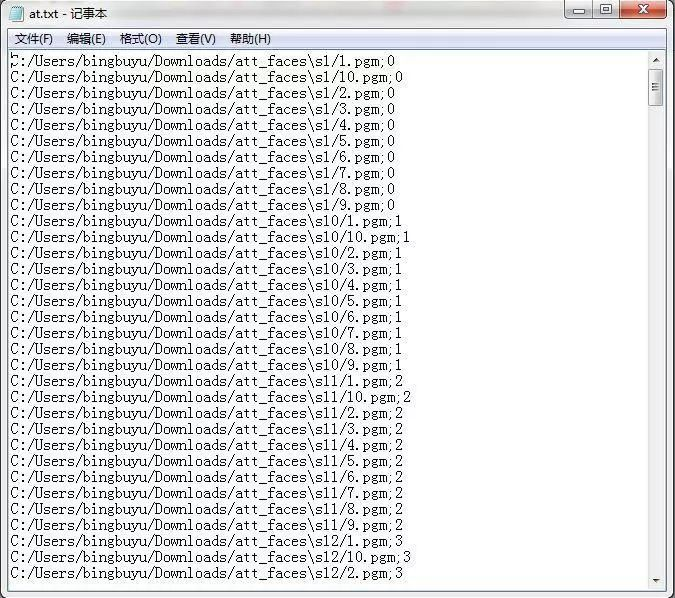 at.txt - 记事本
文件(F) 编辑(E) 格式(O) 查看(V) 帮助(H)
C:/Users/bingbuyu/Downloads/att_faces\s1/1.pgm;0
C:/Users/bingbuyu/Downloads/att_faces\s1/10.pgm;0
C:/Users/bingbuyu/Downloads/att_faces\s1/2.pgm;0
C:/Users/bingbuyu/Downloads/att_faces\s1/3.pgm;0
C:/Users/bingbuyu/Downloads/att_faces\s1/4.pgm;0
C:/Users/bingbuyu/Downloads/att_faces\s1/5.pgm;0
C:/Users/bingbuyu/Downloads/att_faces\s1/6.pgm;0
C:/Users/bingbuyu/Downloads/att_faces\s1/7.pgm;0
C:/Users/bingbuyu/Downloads/att_faces\s1/8.pgm;0
C:/Users/bingbuyu/Downloads/att_faces\s1/9.pgm;0
C:/Users/bingbuyu/Downloads/att_faces\s10/1.pgm;1
C:/Users/bingbuyu/Downloads/att_faces\s10/10.pgm;1
C:/Users/bingbuyu/Downloads/att_faces\s10/2.pgm;1
C:/Users/bingbuyu/Downloads/att_faces\s10/3.pgm;1
C:/Users/bingbuyu/Downloads/att_faces\s10/4.pgm;1
C:/Users/bingbuyu/Downloads/att_faces\s10/5.pgm;1
C:/Users/bingbuyu/Downloads/att_faces\s10/6.pgm;1
C:/Users/bingbuyu/Downloads/att_faces\s10/7.pgm;1
C:/Users/bingbuyu/Downloads/att_faces\s10/8.pgm;1
C:/Users/bingbuyu/Downloads/att_faces\s10/9.pgm;1
C:/Users/bingbuyu/Downloads/att_faces\s11/1.pgm;2
C:/Users/bingbuyu/Downloads/att_faces\s11/10.pgm;2
C:/Users/bingbuyu/Downloads/att_faces\s11/2.pgm;2
C:/Users/bingbuyu/Downloads/att_faces\s11/3.pgm;2
C:/Users/bingbuyu/Downloads/att_faces\s11/4.pgm;2
C:/Users/bingbuyu/Downloads/att_faces\s11/5.pgm;2
C:/Users/bingbuyu/Downloads/att_faces\s11/6.pgm;2
C:/Users/bingbuyu/Downloads/att_faces\s11/7.pgm;2
C:/Users/bingbuyu/Downloads/att_faces\s11/8.pgm;2
C:/Users/bingbuyu/Downloads/att_faces\s11/9.pgm;2
C:/Users/bingbuyu/Downloads/att_faces\s12/1.pgm;3
C:/Users/bingbuyu/Downloads/att_faces\s12/10.pgm;3
C:/Users/bingbuyu/Downloads/att_faces\s12/2.pgm;3